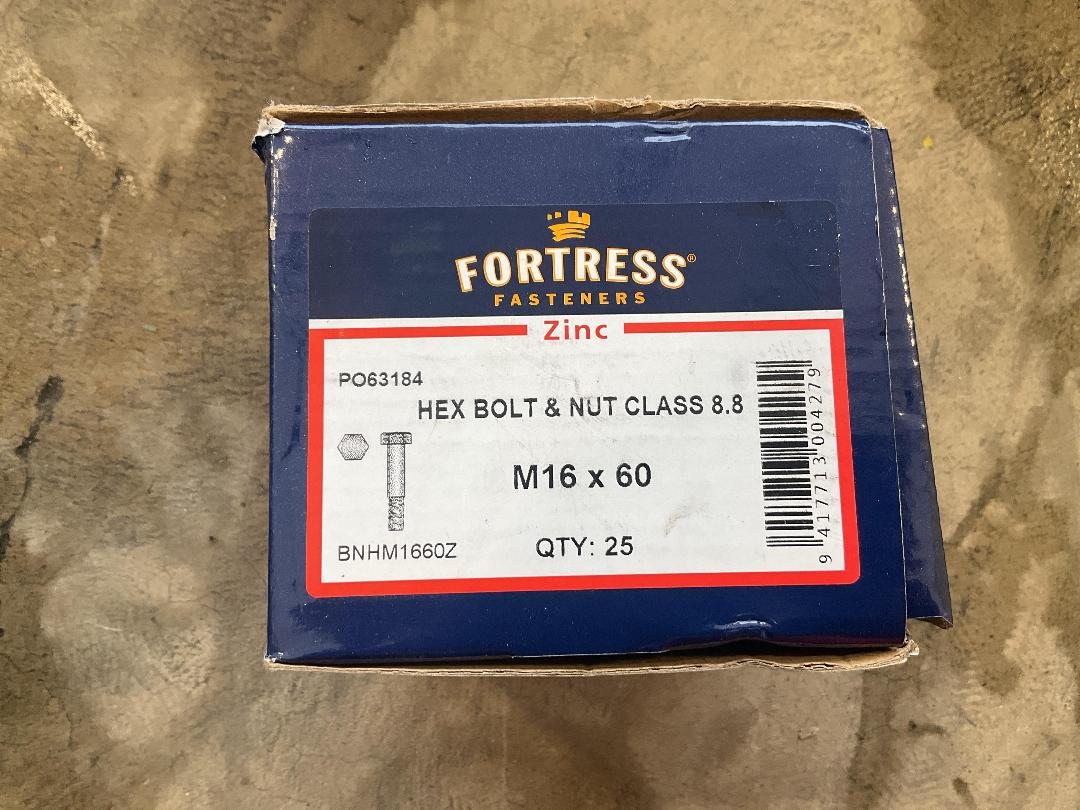 FORTRESS®
FASTENERS
Zinc
PO63184
HEX BOLT & NUT CLASS 8.8
M16 x 60
BNHM1660Z
QTY: 25
9 417713 004279